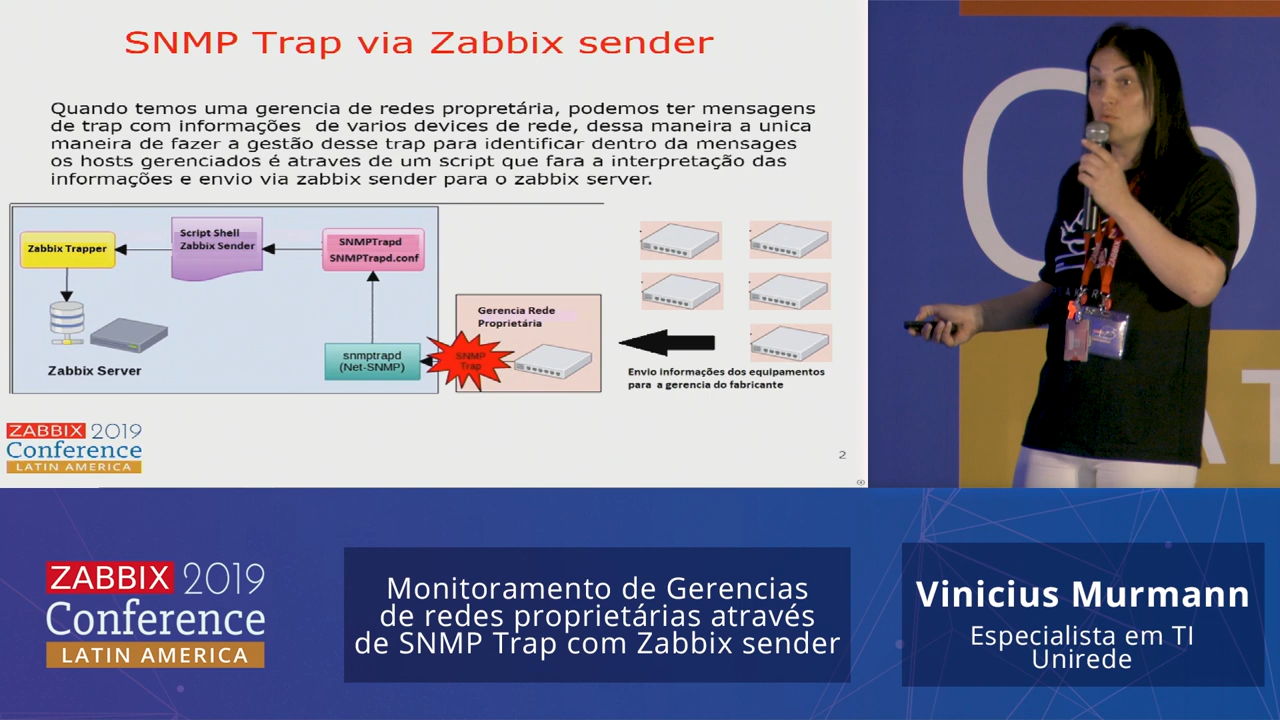 SNMP Trap via Zabbix sender
Quando temos uma gerencia de redes propretária, podemos ter mensagens
de trap com informações de varios devices de rede, dessa maneira a unica
maneira de fazer a gestão desse trap para identificar dentro da mensages
os hosts gerenciados é atraves de um script que fara a interpretação das
informações e envio via zabbix sender para o zabbix server.
Zabbix Trapper
Script Shell
Zabbix Sender
SNMPTrapd
SNMPTrapd.conf
Gerencia Rede
Proprietária
snmptrapd
(Net-SNMP)
SNMP
Trap
Zabbix Server
Envio informações dos equipamentos
para a gerencia do fabricante
ZABBIX 2019
Conference
LATIN AMERICA
2
ZABBIX 2019
Conference
LATIN AMERICA
Monitoramento de Gerencias
de redes proprietárias através
de SNMP Trap com Zabbix sender
Vinicius Murmann
Especialista em TI
Unirede